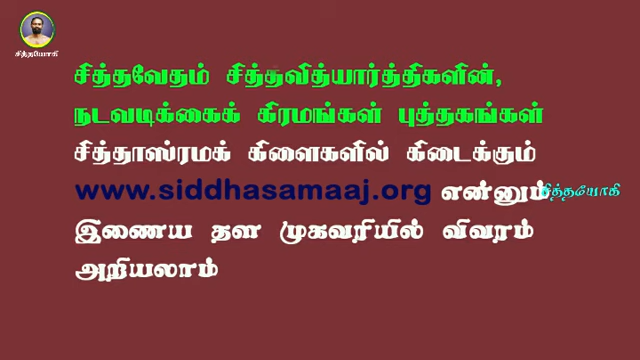 சித்தயோகி
சித்தவேதம் சித்தவித்யார்த்திகளின்,
நடவடிக்கைக் கிரமங்கள் புத்தகங்கள்
சித்தாஸ்ரமக் கிளைகளில் கிடைக்கும்
www.siddhasamaaj.org என்னும் சித்தயோகி
இணைய தள முகவரியில் விவரம்
அறியலாம்